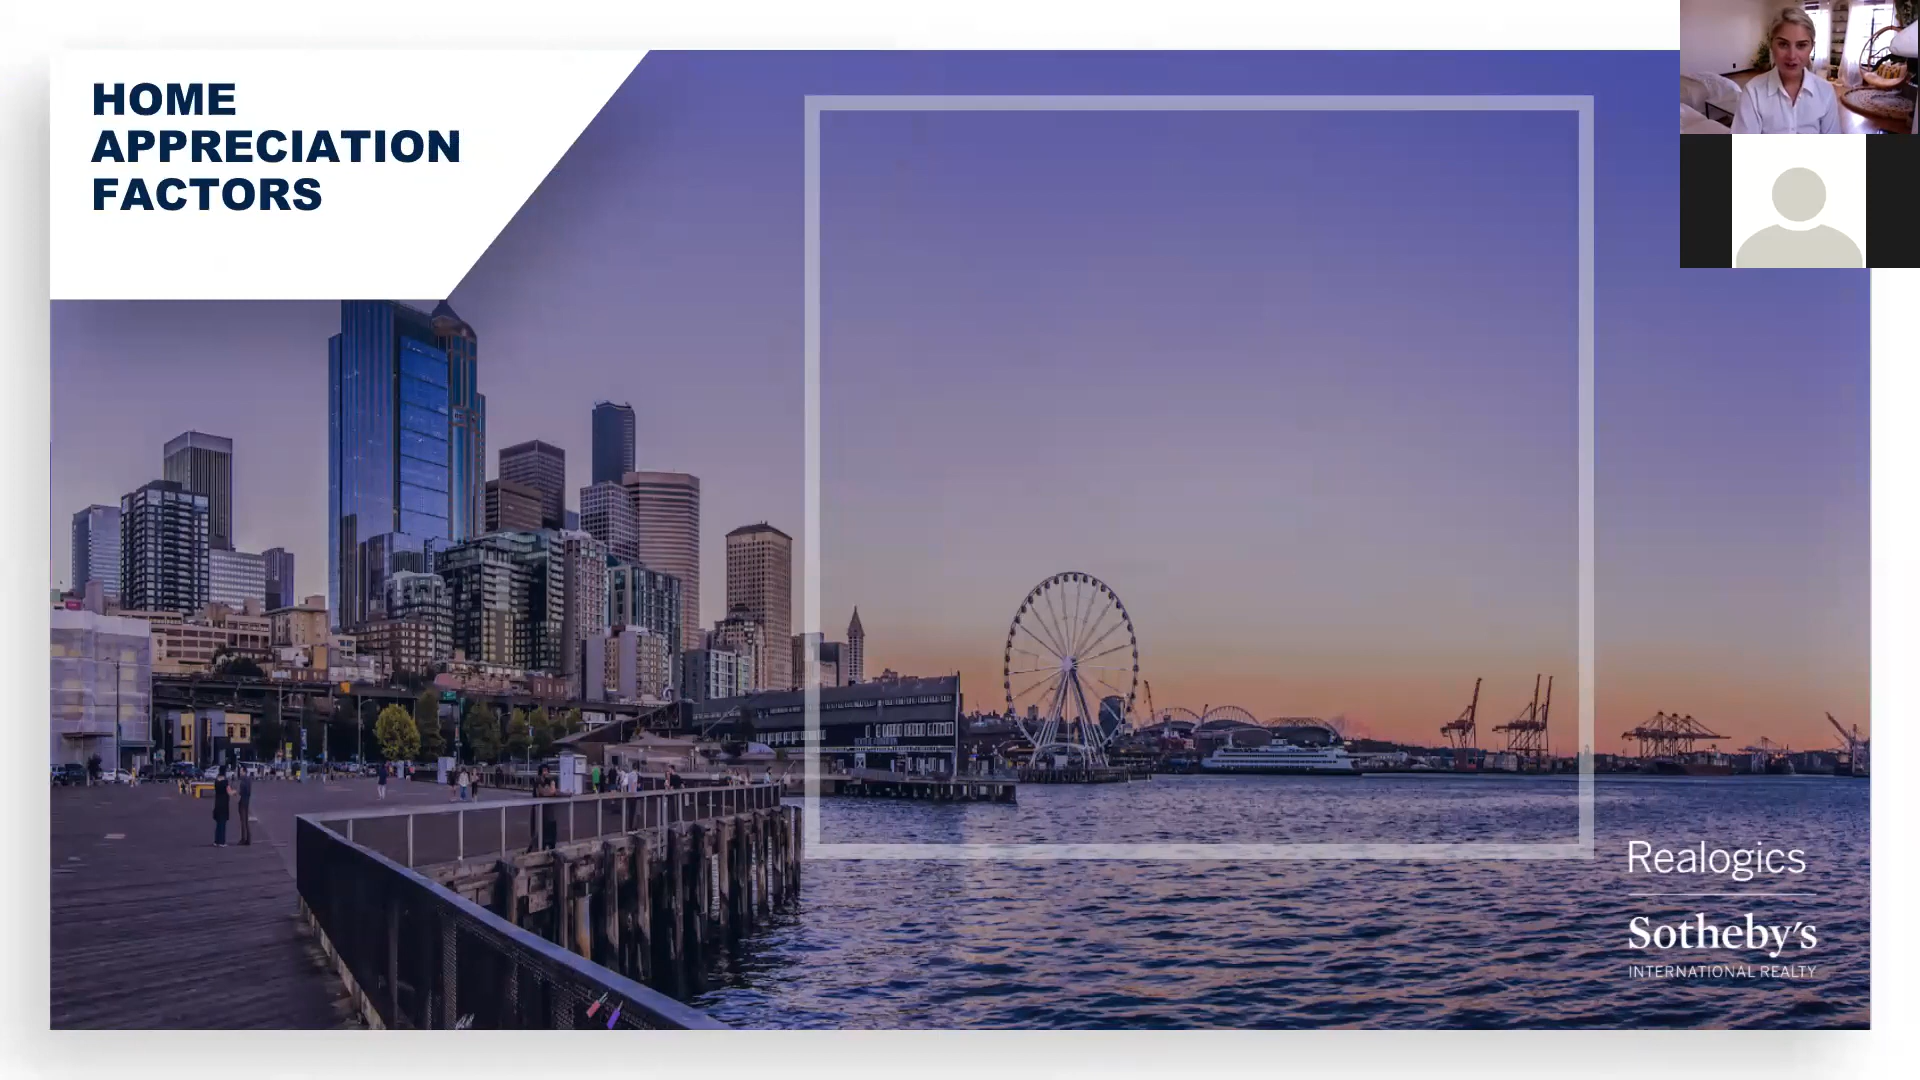 HOME
APPRECIATION
FACTORS
Realogics
Sotheby's
INTERNATIONAL REALTY